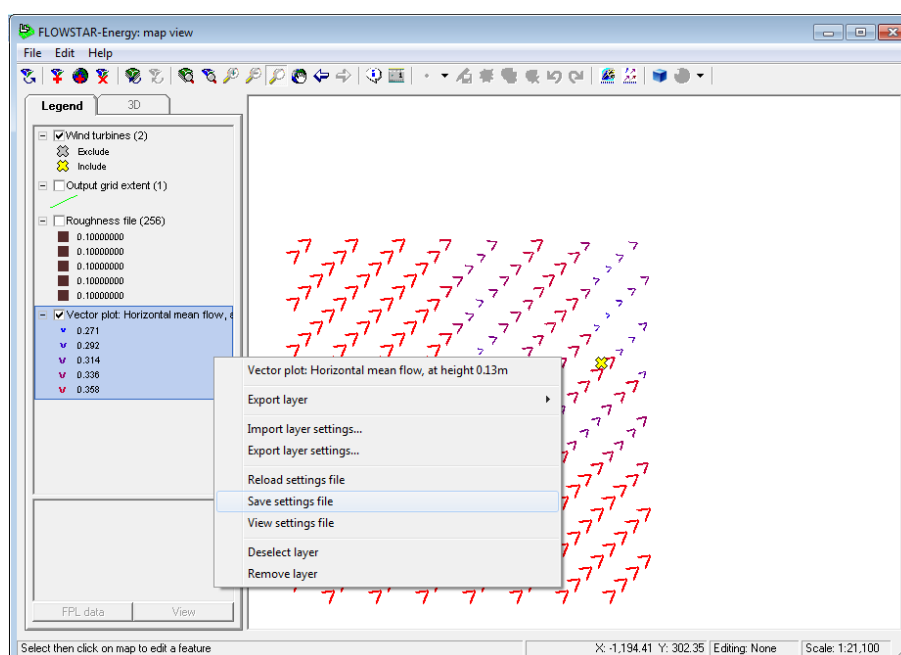 FLOWSTAR-Energy: map view
File Edit Help
Legend 3D
Wind turbines (2)
Exclude
Include
Output grid extent (1)
Roughness file (256)
0.10000000
0.10000000
0.10000000
0.10000000
0.10000000
Vector plot: Horizontal mean flow,
0.271
0.292
0.314
0.336
0.358
Vector plot: Horizontal mean flow, at height 0.13m
Export layer
Import layer settings...
Export layer settings...
Reload settings file
Save settings file
View settings file
Deselect layer
Remove layer
FPL data View
Select then click on map to edit a feature X: -1,194.41 Y: 302.35 Editing: None Scale: 1:21,100